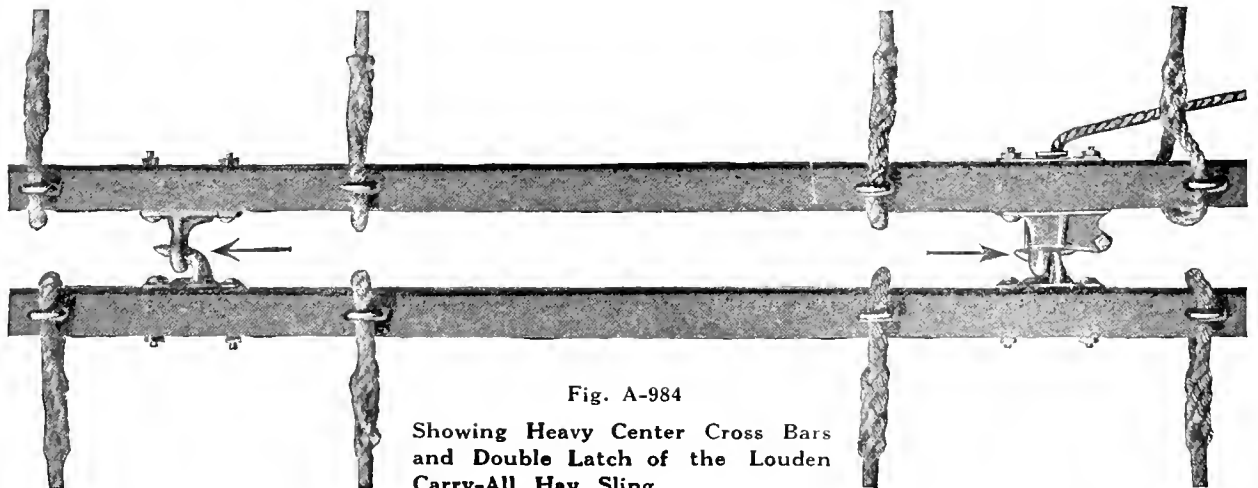 Fig. A-984
Showing Heavy Center Cross Bars
and Double Latch of the Louden
Carry-All Hay Sling